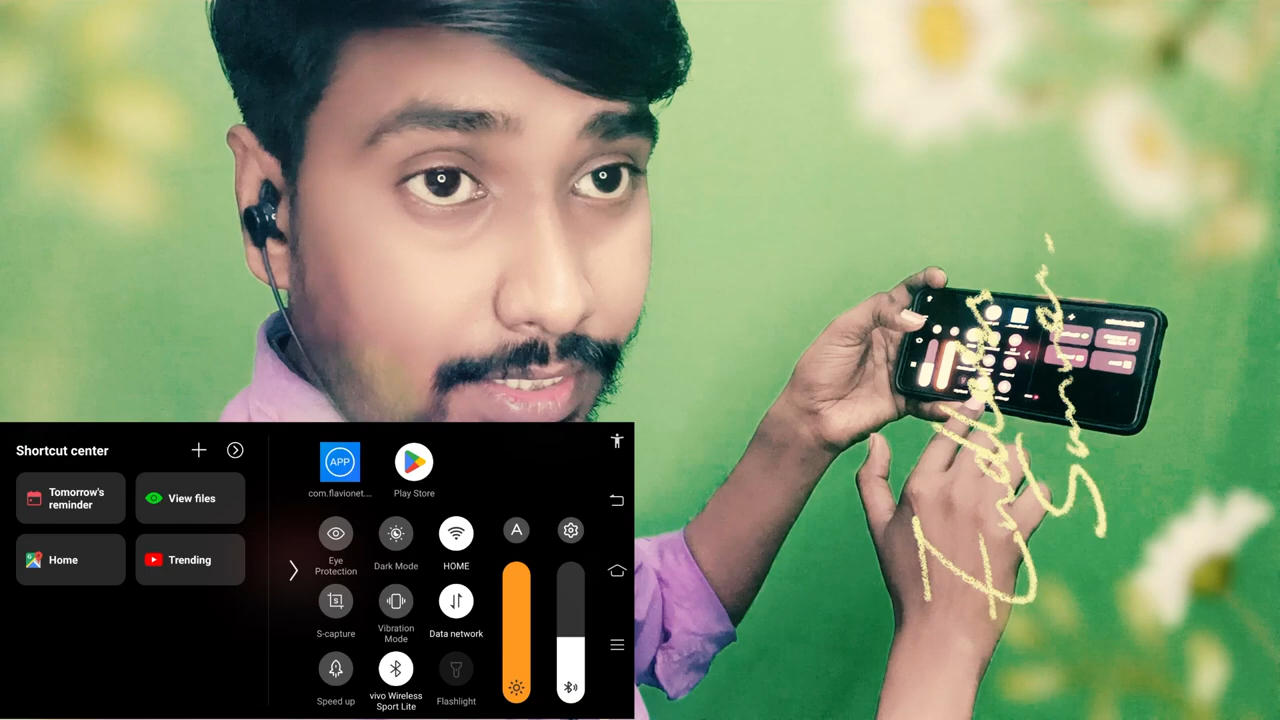 Shortcut center
Tomorrow's
reminder
View files
Home
Trending
APP
com.flavionet...
Play Store
A
Eye
Protection
Dark Mode
HOME
S
S-capture
Vibration
Mode
Data network
Speed up
vivo Wireless
Sport Lite
Flashlight